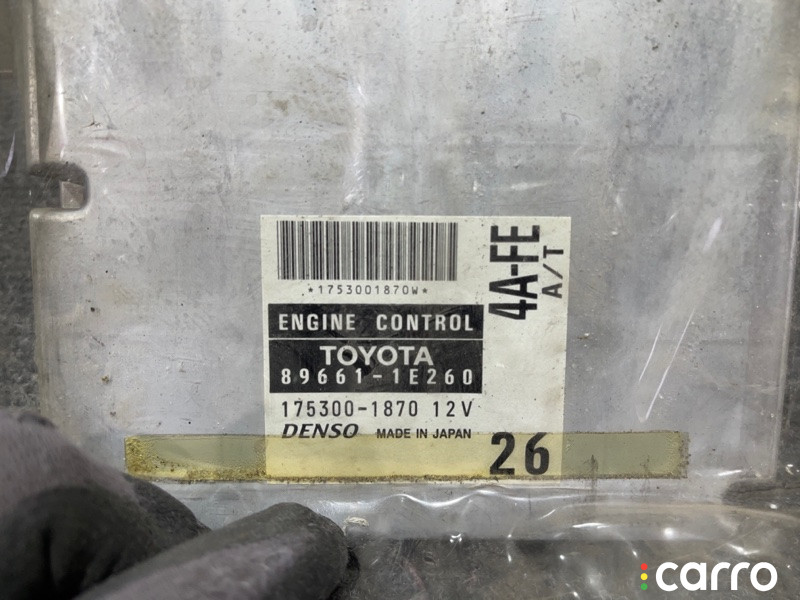 *1753001870W*
4A-FE
A/T
ENGINE CONTROL
TOYOTA
89661-1E260
175300-1870 12V
DENSO MADE IN JAPAN
26
carro